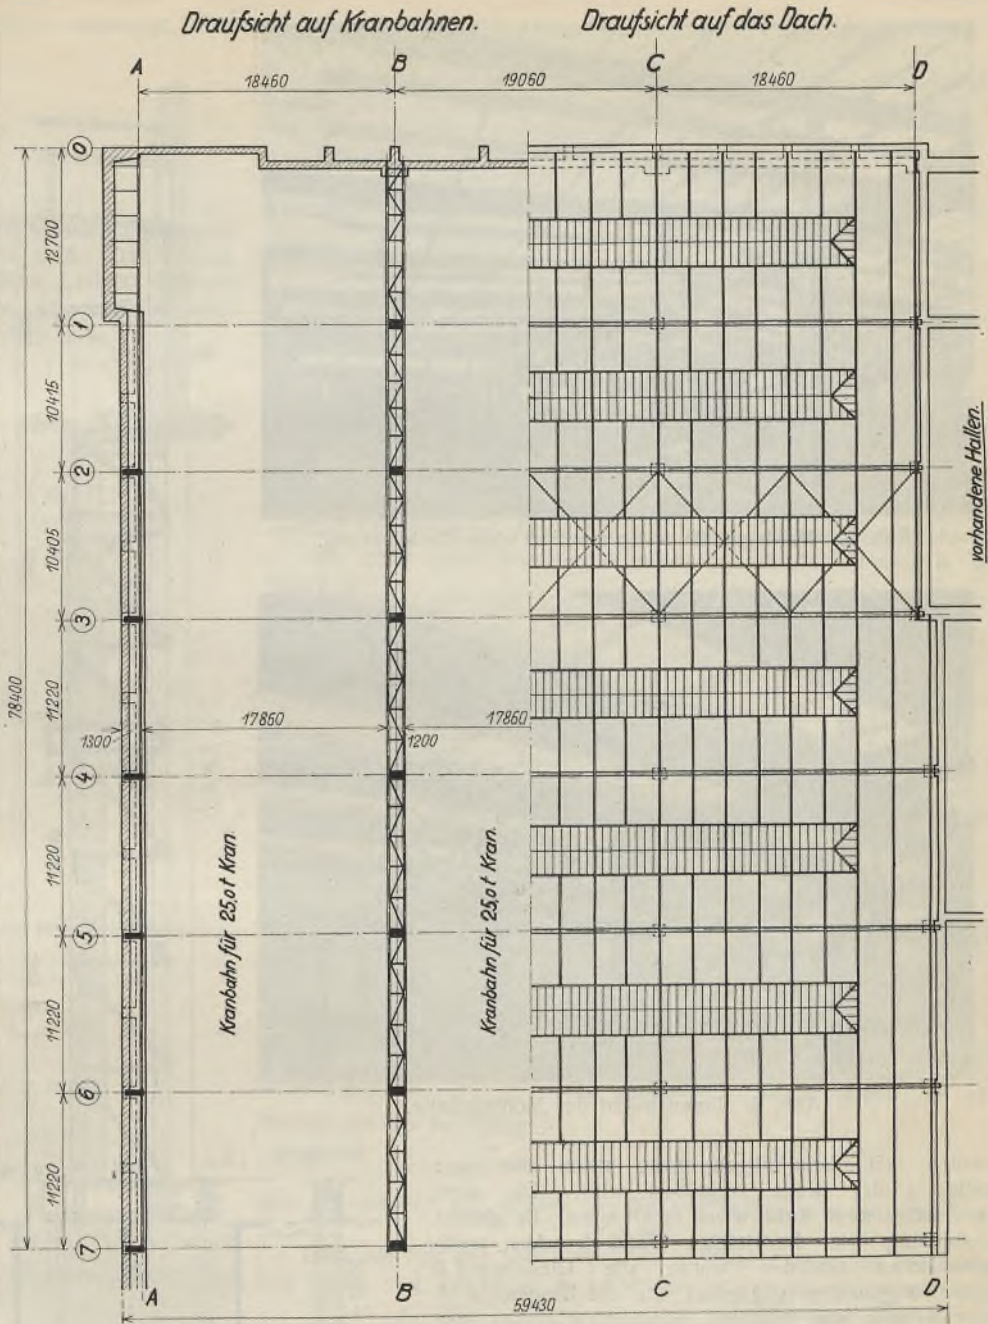 Draufsicht auf Kranbahnen.
Draufsicht auf das Dach.
A
B
C
D
18460
19060
18460
0
12700
1
10415
2
10405
vorhandene Hallen.
3
78400
11220
17860
17860
1300
1200
4
11220
Kranbahn für 25,0 t Kran.
Kranbahn für 25,0 t Kran.
5
11220
6
11220
7
A
B
C
D
59430